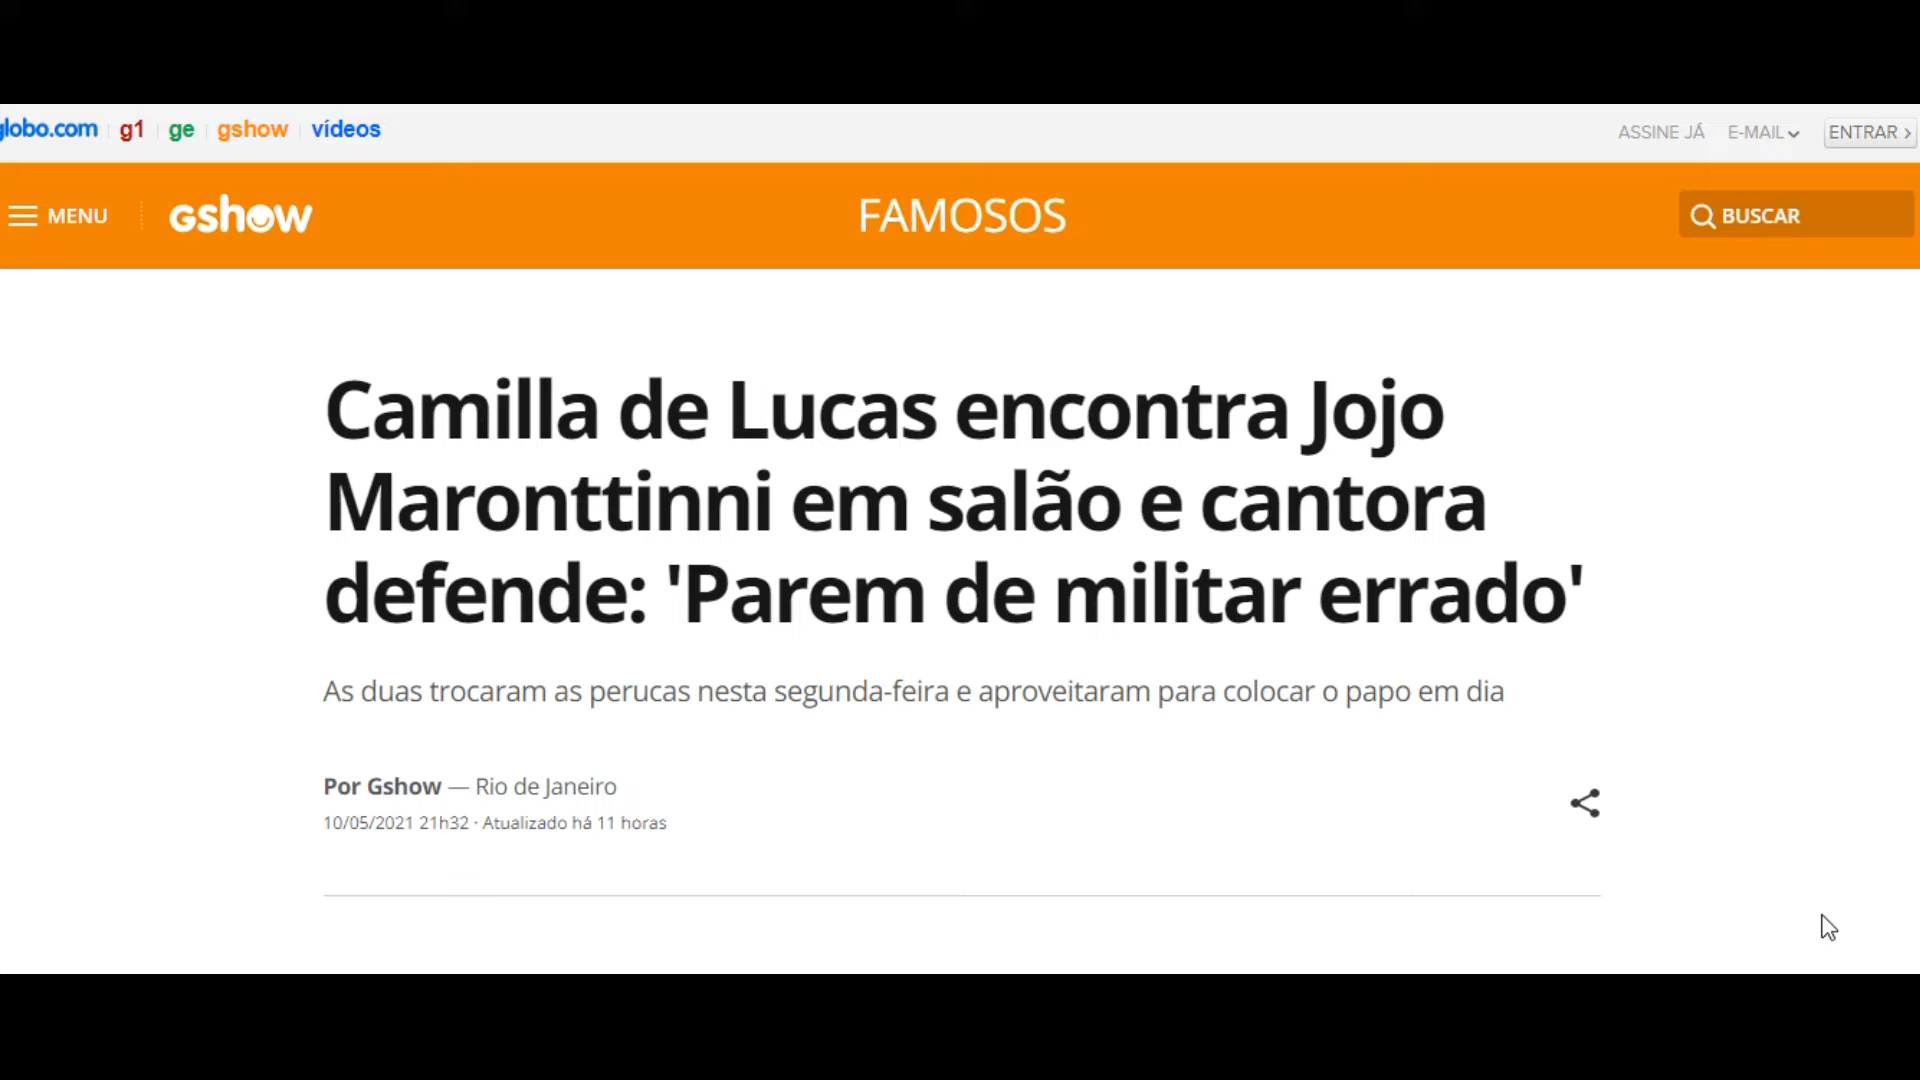 globo.com g1 ge gshow vídeos ASSINE JÁ E-MAIL ENTRAR
MENU gshow FAMOSOS BUSCAR
Camilla de Lucas encontra Jojo
Maronttinni em salão e cantora
defende: 'Parem de militar errado'
As duas trocaram as perucas nesta segunda-feira e aproveitaram para colocar o papo em dia
Por Gshow — Rio de Janeiro
10/05/2021 21h32 · Atualizado há 11 horas